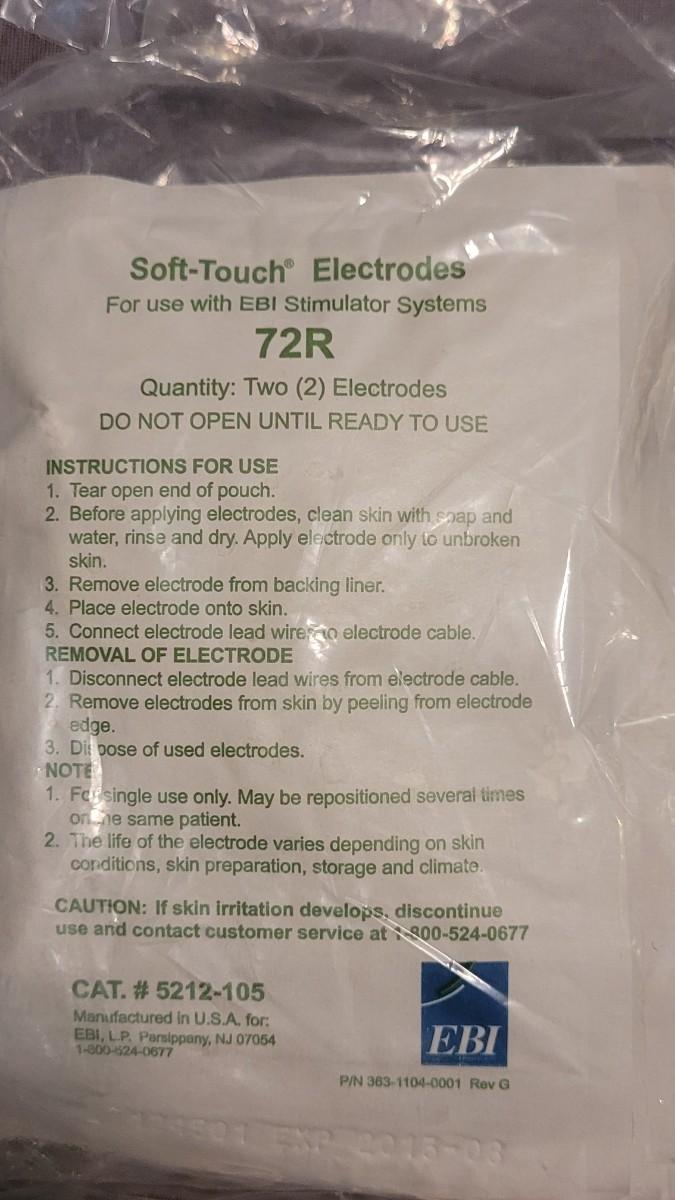 Soft-Touch® Electrodes
For use with EBI Stimulator Systems
72R
Quantity: Two (2) Electrodes
DO NOT OPEN UNTIL READY TO USE
INSTRUCTIONS FOR USE
1. Tear open end of pouch.
2. Before applying electrodes, clean skin with soap and
water, rinse and dry. Apply electrode only to unbroken
skin.
3. Remove electrode from backing liner.
4. Place electrode onto skin.
5. Connect electrode lead wires to electrode cable.
REMOVAL OF ELECTRODE
1. Disconnect electrode lead wires from electrode cable.
2. Remove electrodes from skin by peeling from electrode
edge.
3. Dispose of used electrodes.
NOTE
1. For single use only. May be repositioned several times
on the same patient.
2. The life of the electrode varies depending on skin
conditions, skin preparation, storage and climate.
CAUTION: If skin irritation develops, discontinue
use and contact customer service at 1-800-524-0677
CAT. # 5212-105
Manufactured in U.S.A. for:
EBI, L.P. Parsippany, NJ 07054
1-800-524-0677
EBI
P/N 363-1104-0001 Rev G
EXP